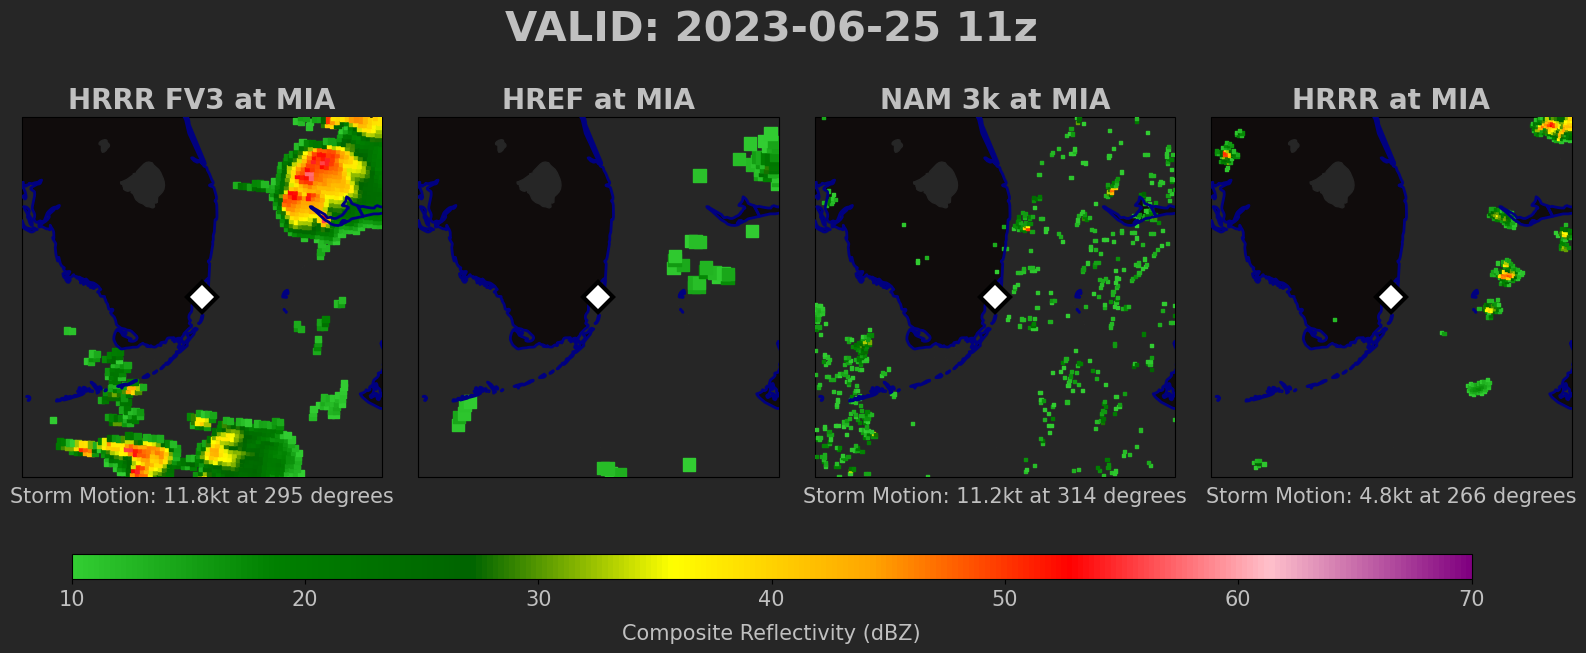 VALID: 2023-06-25 11z
HRRR FV3 at MIA
HREF at MIA
NAM 3k at MIA
HRRR at MIA
Storm Motion: 11.8kt at 295 degrees
Storm Motion: 11.2kt at 314 degrees
Storm Motion: 4.8kt at 266 degrees
10 20 30 40 50 60 70
Composite Reflectivity (dBZ)